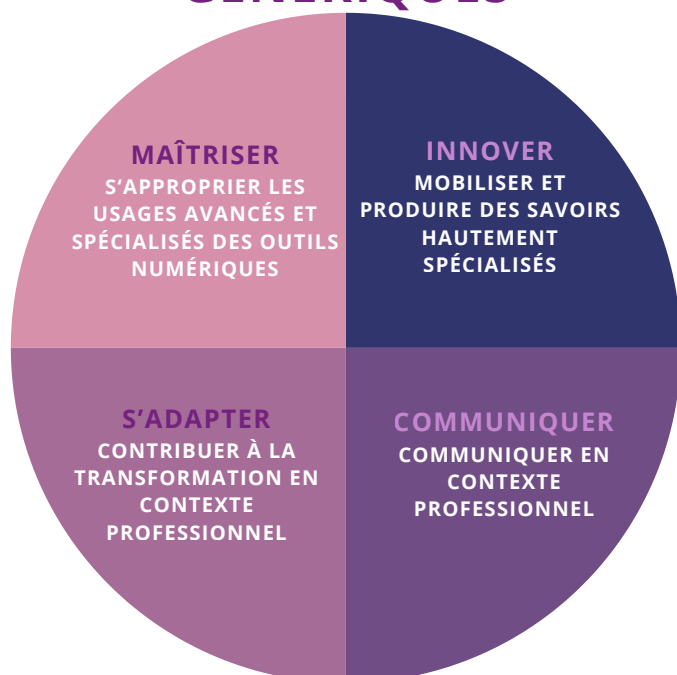 GÉNÉRIQUES
MAÎTRISER
S'APPROPRIER LES
USAGES AVANCÉS ET
SPÉCIALISÉS DES OUTILS
NUMÉRIQUES
INNOVER
MOBILISER ET
PRODUIRE DES SAVOIRS
HAUTEMENT
SPÉCIALISÉS
S'ADAPTER
CONTRIBUER À LA
TRANSFORMATION EN
CONTEXTE
PROFESSIONNEL
COMMUNIQUER
COMMUNIQUER EN
CONTEXTE
PROFESSIONNEL